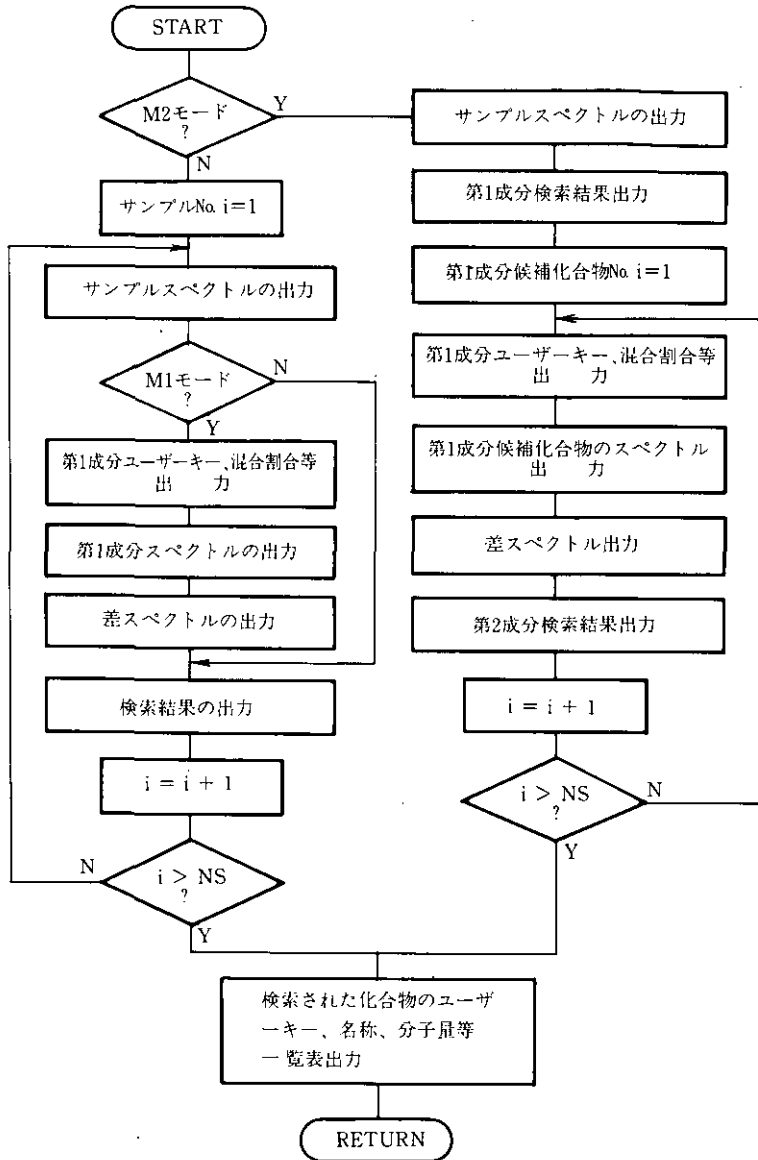 START
M2モード
?
Y
N
サンプルNo. i=1
サンプルスペクトルの出力
M1モード
?
N
Y
第1成分ユーザーキー、混合割合等
出 力
第1成分スペクトルの出力
差スペクトルの出力
検索結果の出力
i = i + 1
i > NS
?
N
Y
サンプルスペクトルの出力
第1成分検索結果出力
第1成分候補化合物No. i=1
第1成分ユーザーキー、混合割合等
出 力
第1成分候補化合物のスペクトル
出 力
差スペクトル出力
第2成分検索結果出力
i = i + 1
i > NS
?
N
Y
検索された化合物のユーザ
ーキー、名称、分子量等
一覧表出力
RETURN